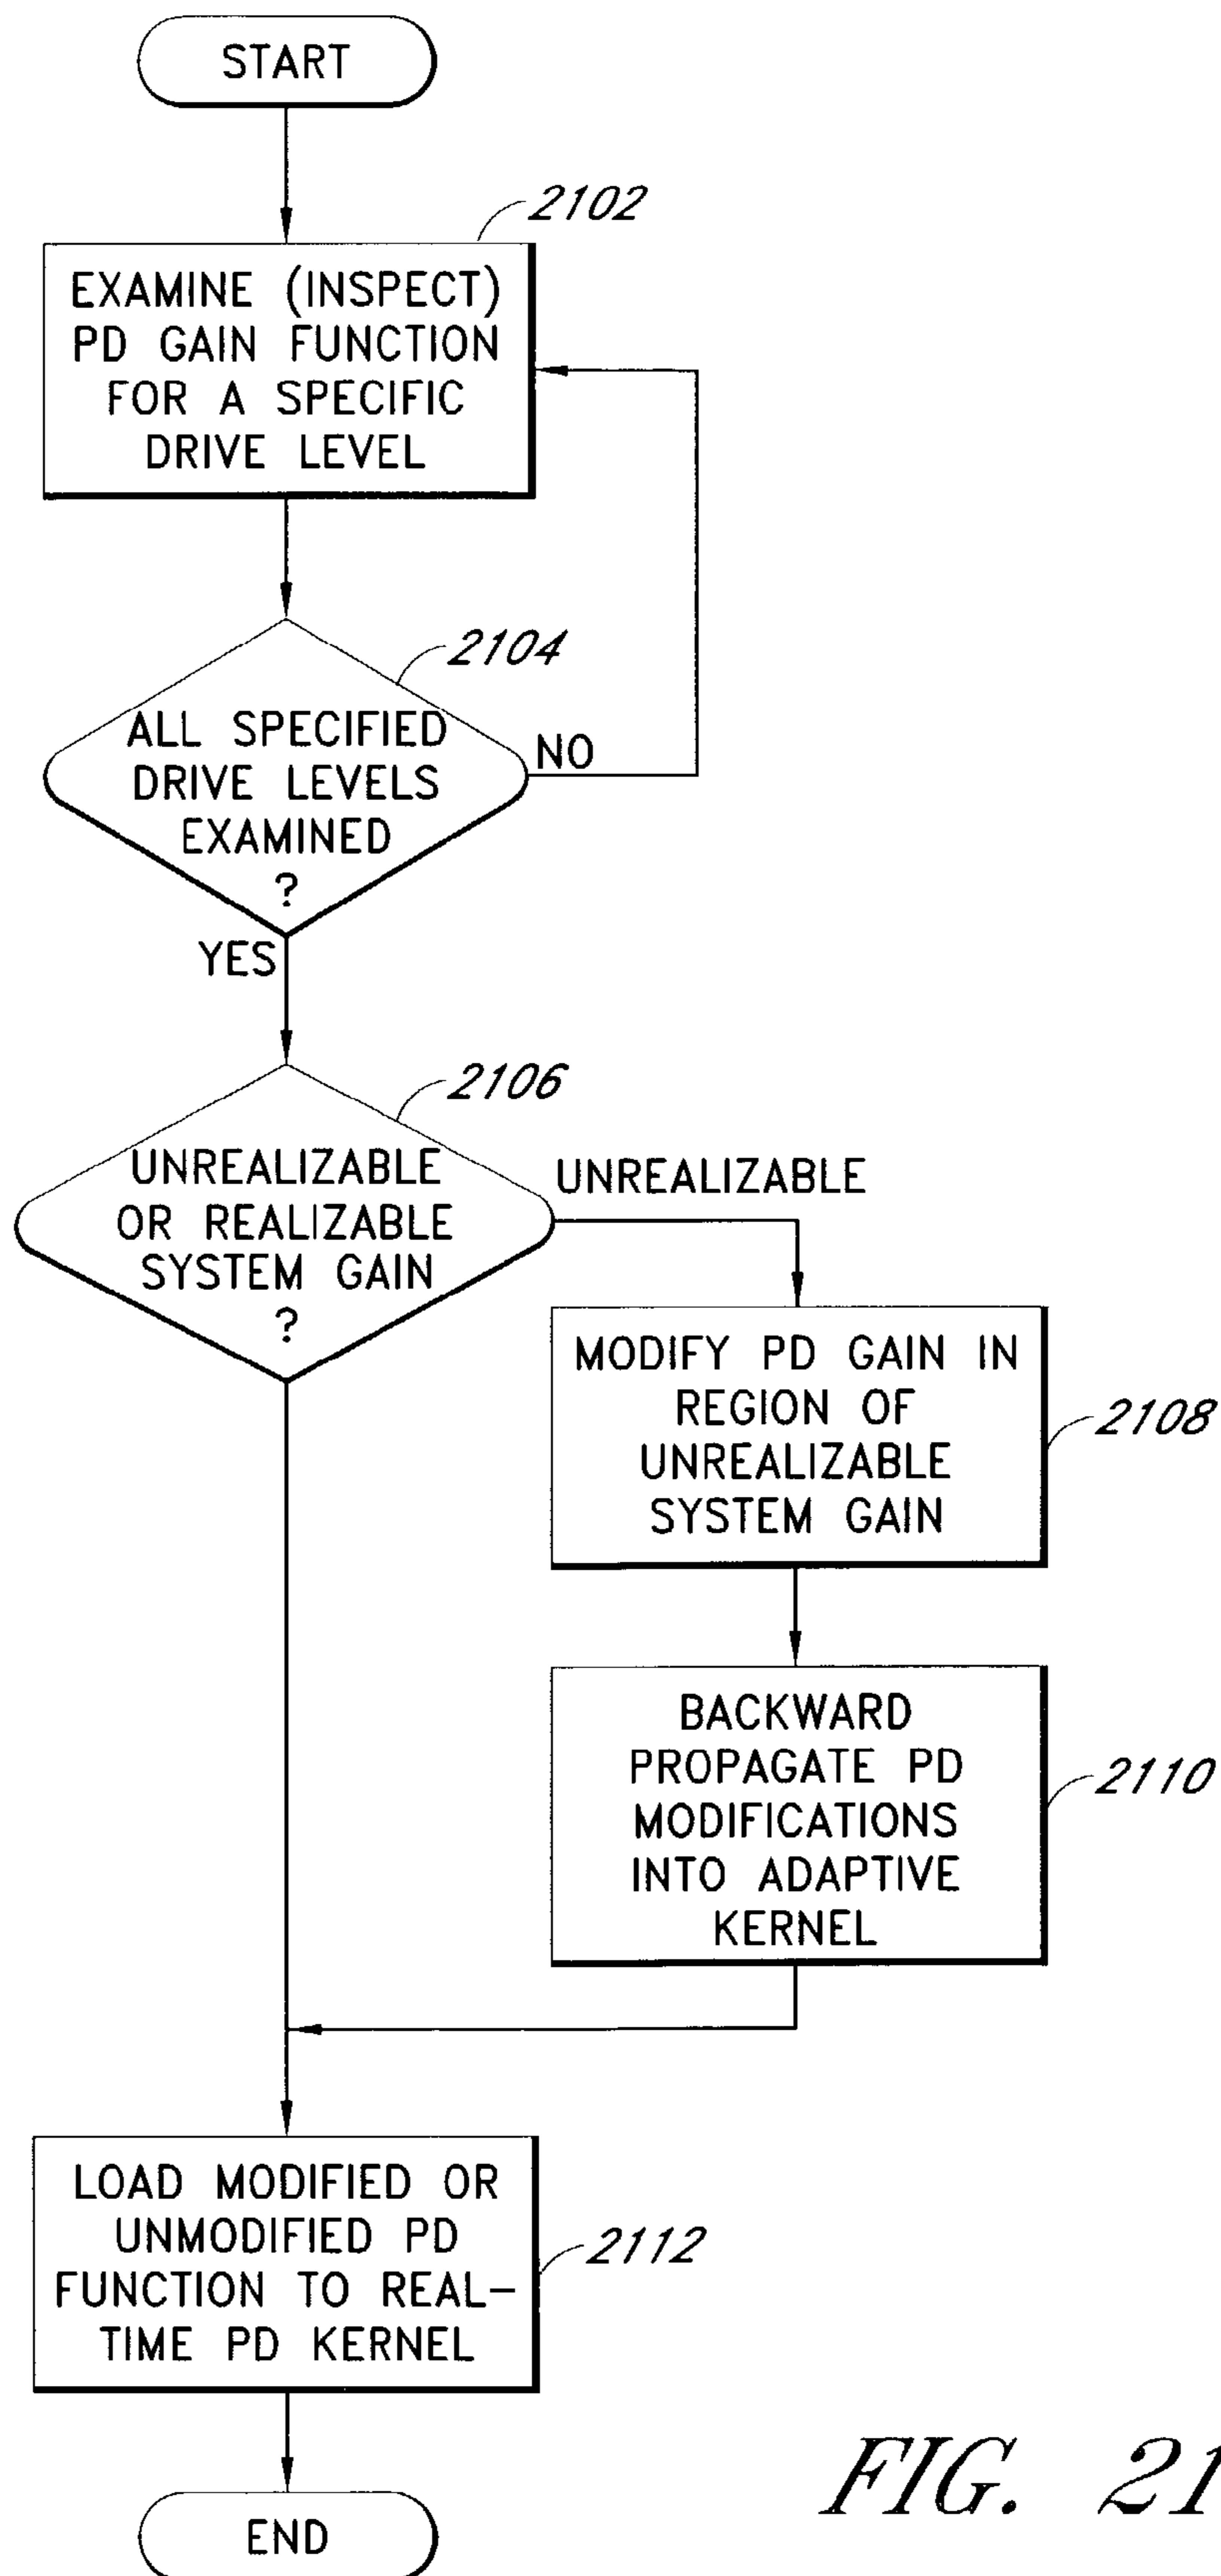 START
2102
EXAMINE (INSPECT)
PD GAIN FUNCTION
FOR A SPECIFIC
DRIVE LEVEL
2104
ALL SPECIFIED
DRIVE LEVELS
EXAMINED
?
NO
YES
2106
UNREALIZABLE
OR REALIZABLE
SYSTEM GAIN
?
UNREALIZABLE
MODIFY PD GAIN IN
REGION OF
UNREALIZABLE
SYSTEM GAIN
2108
BACKWARD
PROPAGATE PD
MODIFICATIONS
INTO ADAPTIVE
KERNEL
2110
LOAD MODIFIED OR
UNMODIFIED PD
FUNCTION TO REAL-
TIME PD KERNEL
2112
END
FIG. 21